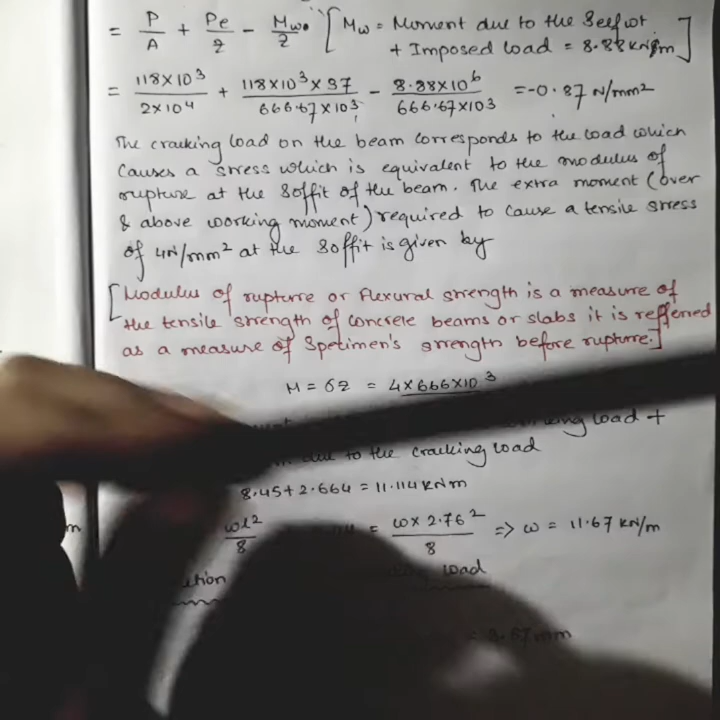 = P/A + Pe/z - Mw/z [Mw = Moment due to the Self wt
+ Imposed load = 8.88 kNm]
= 118×10³/2×10⁴ + 118×10³×37/666.67×10³ - 8.88×10⁶/666.67×103 = -0.87 N/mm²
The cracking load on the beam corresponds to the load which
causes a stress which is equivalent to the modulus of
rupture at the soffit of the beam. The extra moment (over
& above working moment) required to cause a tensile stress
of 4N/mm² at the soffit is given by
[Modulus of rupture or flexural strength is a measure of
the tensile strength of concrete beams or slabs it is reffered
as a measure of Specimen's strength before rupture.]
M = 6z = 4×666×10³
load +
to the cracking load
8.45+2.664 = 11.114 kNm
wl²/8 = w×2.76²/8 => w = 11.67 kN/m
load